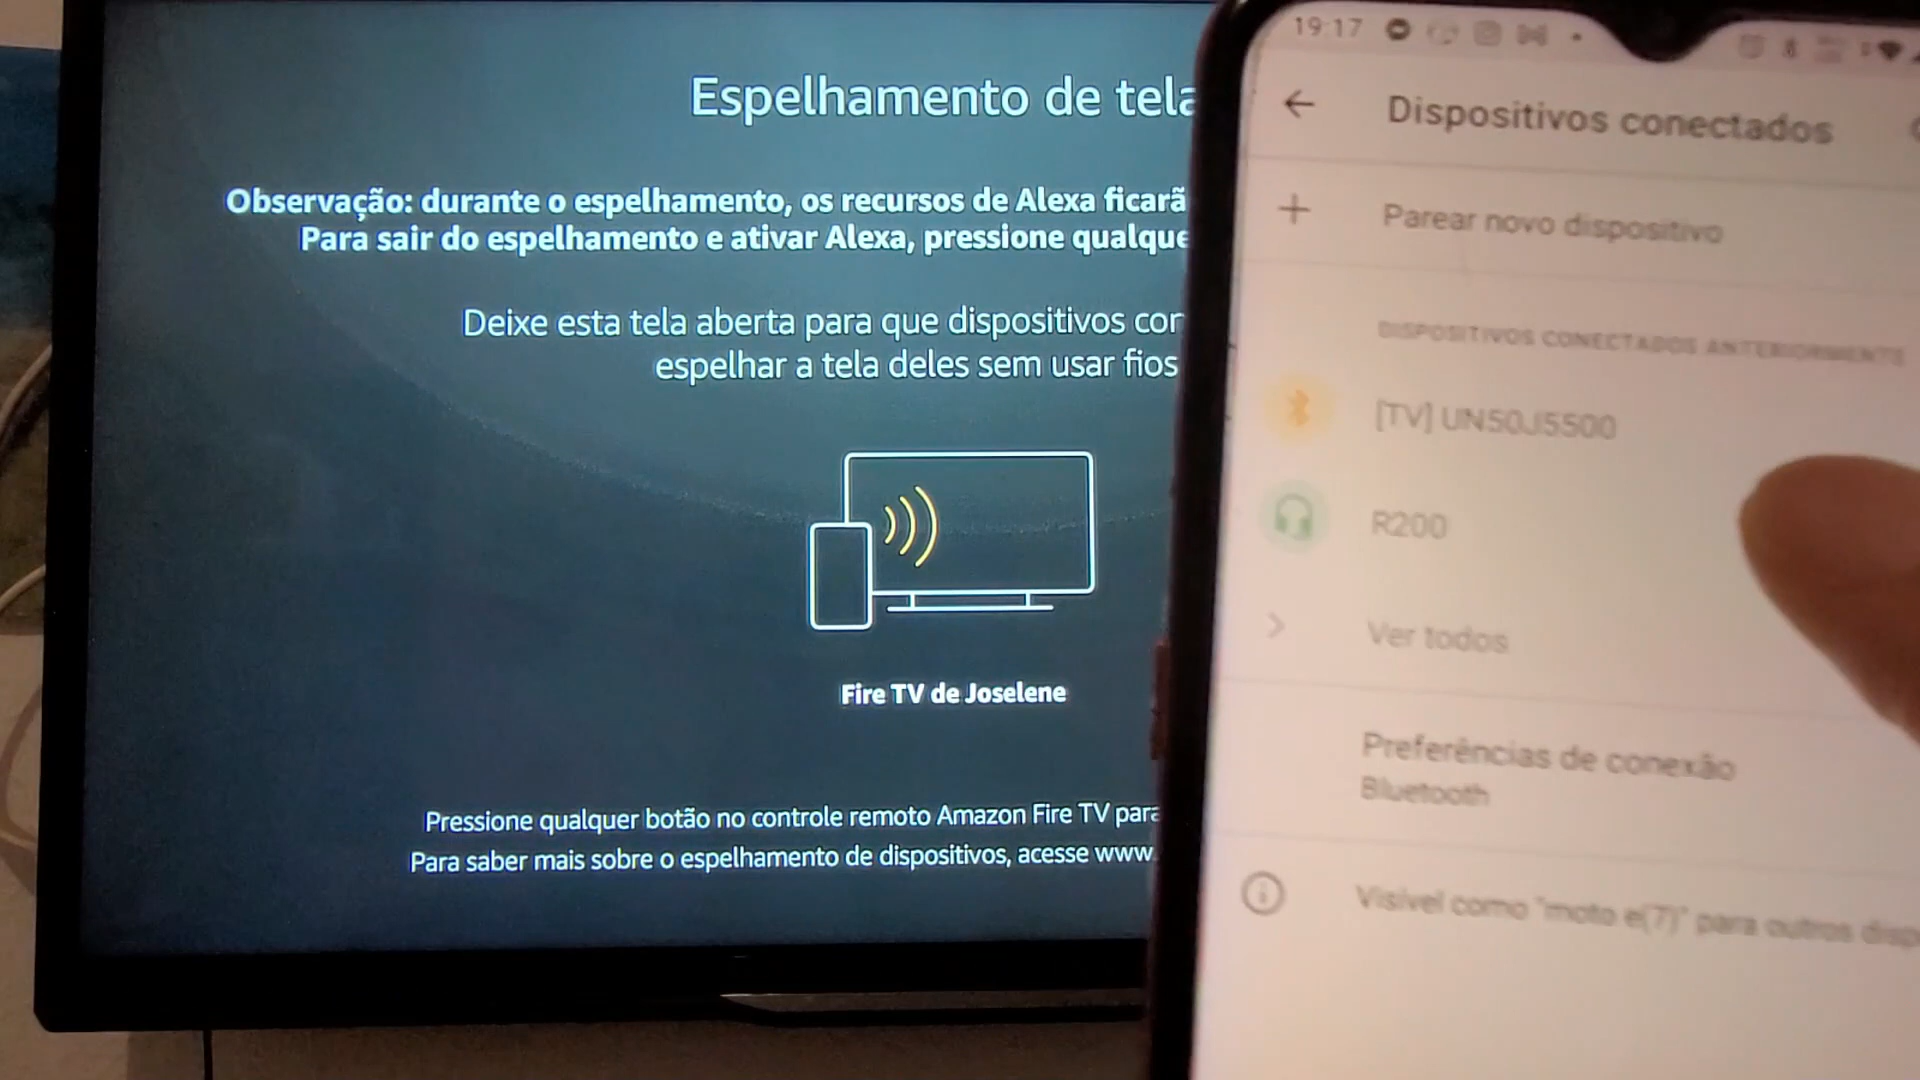 Espelhamento de tela
Observação: durante o espelhamento, os recursos de Alexa ficarã
Para sair do espelhamento e ativar Alexa, pressione qualque
Deixe esta tela aberta para que dispositivos cor
espelhar a tela deles sem usar fios
Fire TV de Joselene
Pressione qualquer botão no controle remoto Amazon Fire TV para
Para saber mais sobre o espelhamento de dispositivos, acesse www.
19:17
Dispositivos conectados
Parear novo dispositivo
DISPOSITIVOS CONECTADOS ANTERIORMENTE
[TV] UN50J5500
R200
Ver todos
Preferências de conexão
Bluetooth
Visível como "moto e(7)" para outros disp